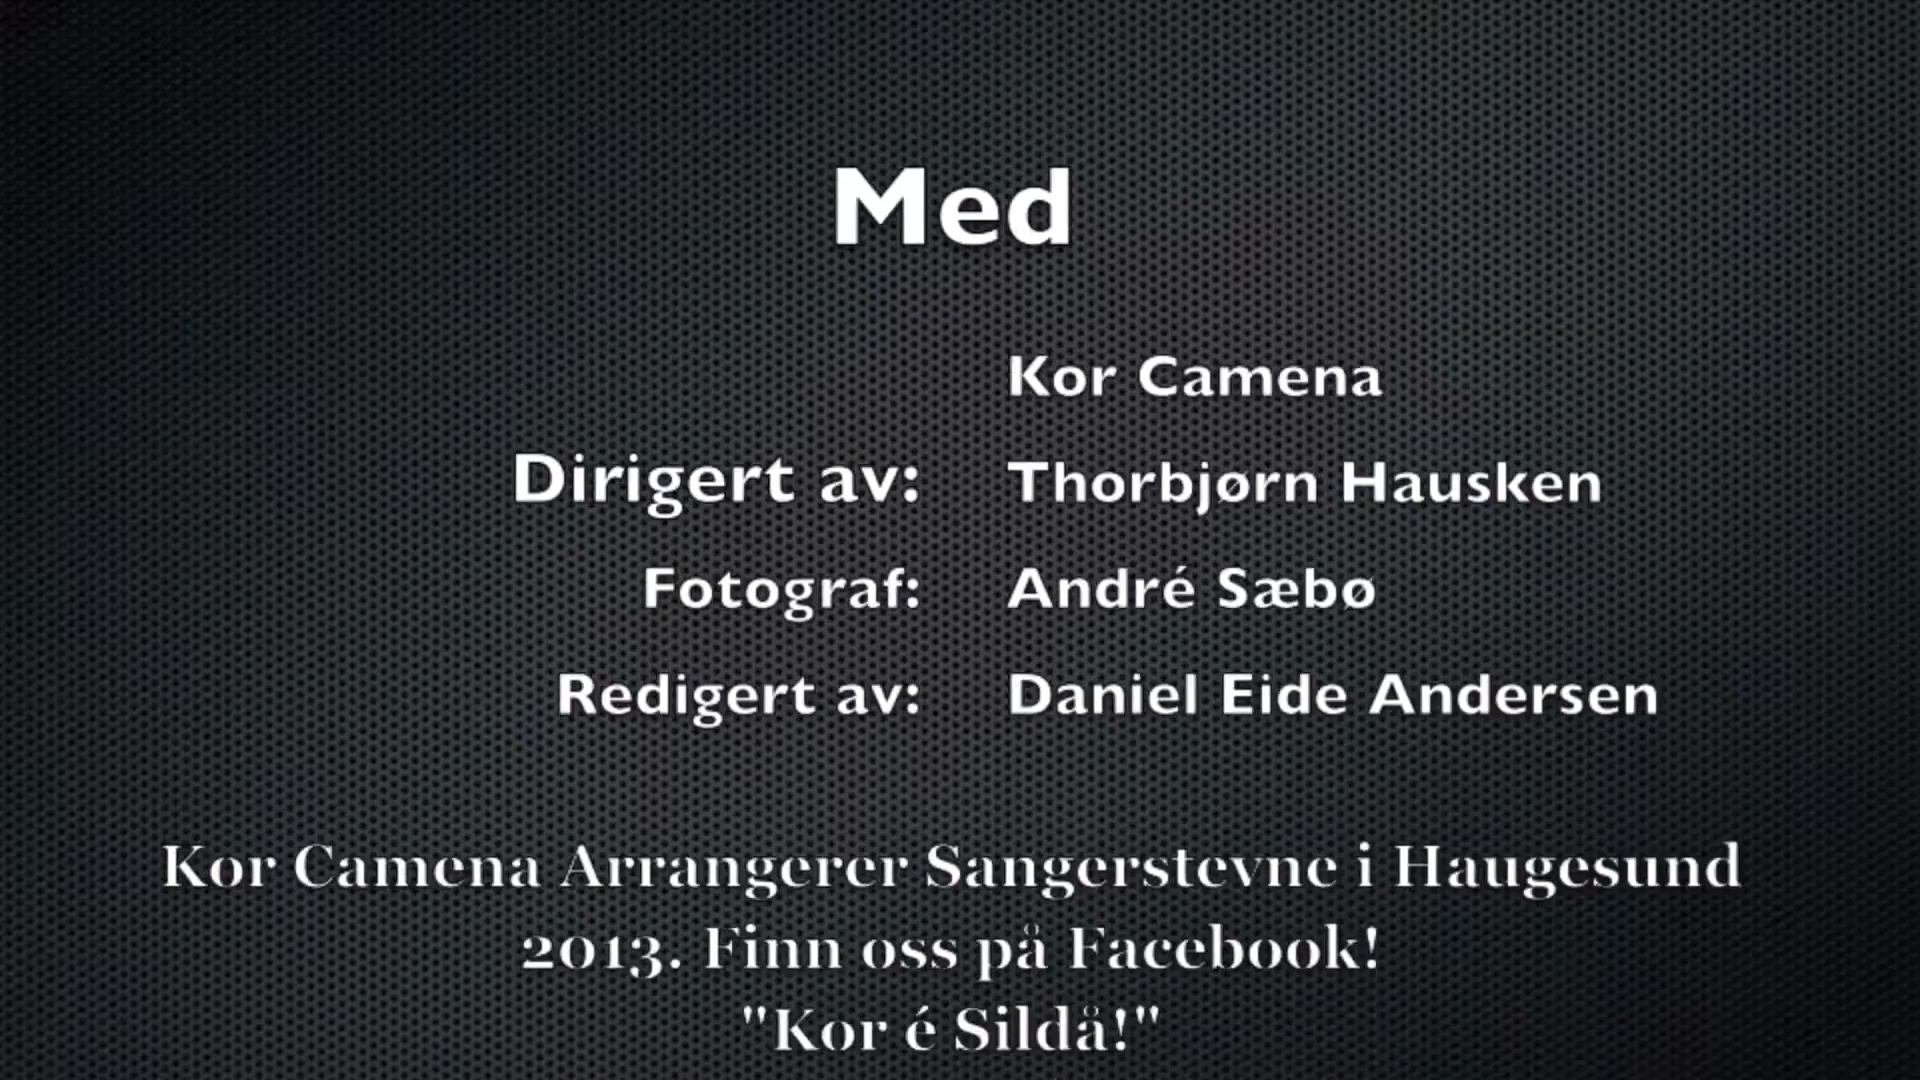 Med
Kor Camena
Dirigert av: Thorbjørn Hausken
Fotograf: André Sæbø
Redigert av: Daniel Eide Andersen
Kor Camena Arrangerer Sangerstevne i Haugesund
2013. Finn oss på Facebook!
"Kor é Sildå!"